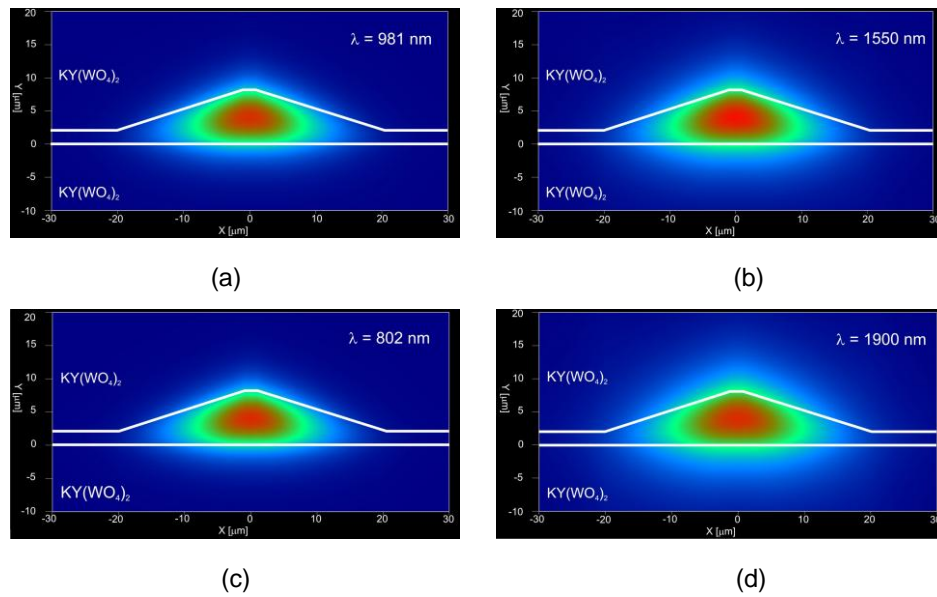 20
λ = 981 nm
15
KY(WO₄)₂
10
Y [µm]
5
0
-5
KY(WO₄)₂
-10
-30 -20 -10 0 10 20 30
X [µm]
(a)
20
λ = 1550 nm
15
KY(WO₄)₂
10
Y [µm]
5
0
-5
KY(WO₄)₂
-10
-30 -20 -10 0 10 20 30
X [µm]
(b)
20
λ = 802 nm
15
KY(WO₄)₂
10
Y [µm]
5
0
-5
KY(WO₄)₂
-10
-30 -20 -10 0 10 20 30
X [µm]
(c)
20
λ = 1900 nm
15
KY(WO₄)₂
10
Y [µm]
5
0
-5
KY(WO₄)₂
-10
-30 -20 -10 0 10 20 30
X [µm]
(d)